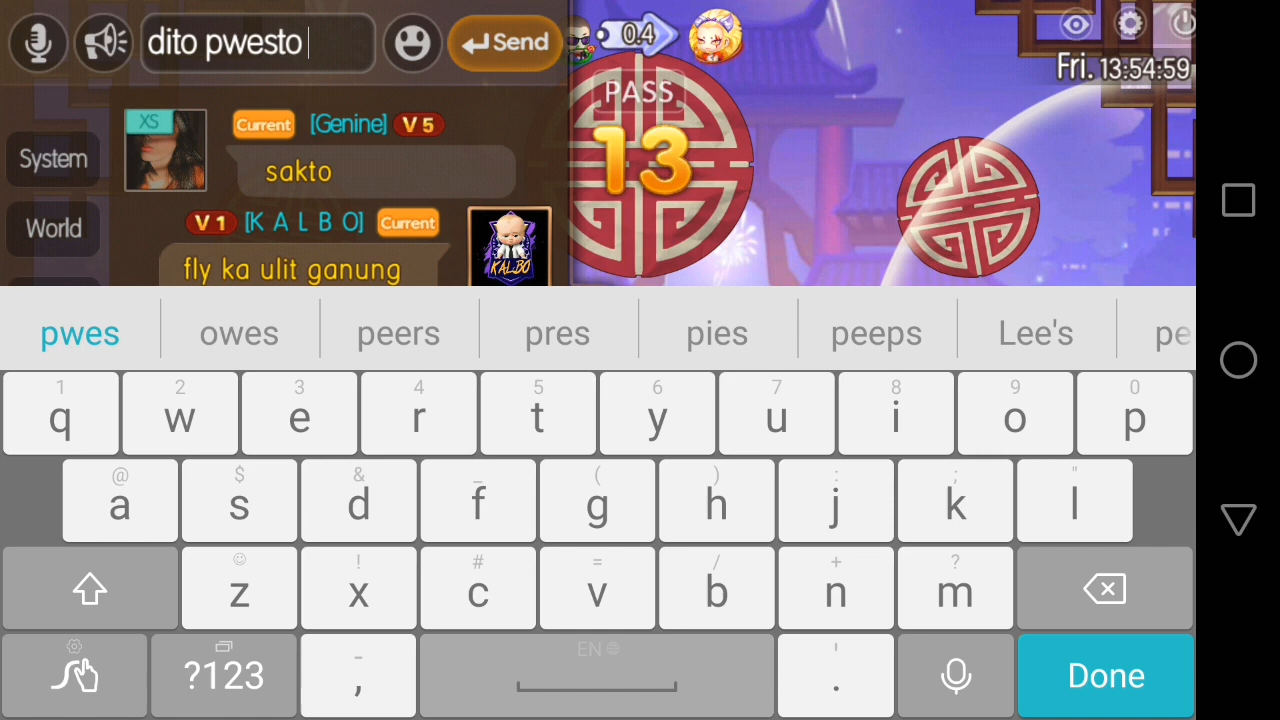 dito pwesto
Send
0.4
Fri. 13:54:59
PASS
13
XS
Current [Genine] V 5
System
sakto
World
V 1 [K A L B O] Current
fly ka ulit ganung
KALBO
pwes owes peers pres pies peeps Lee's pe
1 2 3 4 5 6 7 8 9 0
q w e r t y u i o p
@ $ & _ ( ) : ; "
a s d f g h j k l
! # = / + ?
z x c v b n m
EN - '
?123 , . Done